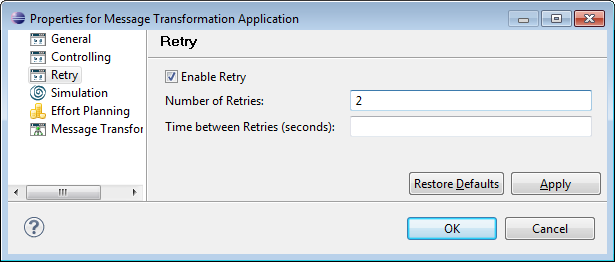 Properties for Message Transformation Application
General
Controlling
Retry
Simulation
Effort Planning
Message Transfor
Retry
Enable Retry
Number of Retries: 2
Time between Retries (seconds):
Restore Defaults Apply
? OK Cancel